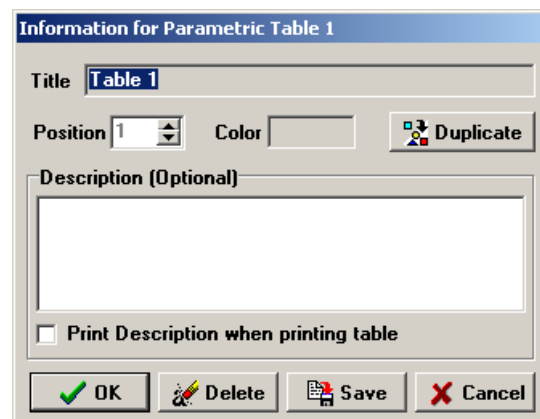 Information for Parametric Table 1
Title Table 1
Position 1 Color Duplicate
Description (Optional)
Print Description when printing table
OK Delete Save Cancel